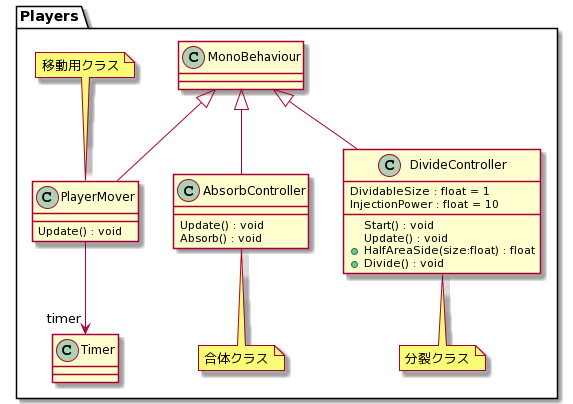 Players
移動用クラス
C MonoBehaviour
C PlayerMover
Update() : void
C AbsorbController
Update() : void
Absorb() : void
C DivideController
DividableSize : float = 1
InjectionPower : float = 10
Start() : void
Update() : void
HalfAreaSide(size:float) : float
Divide() : void
timer
C Timer
合体クラス
分裂クラス